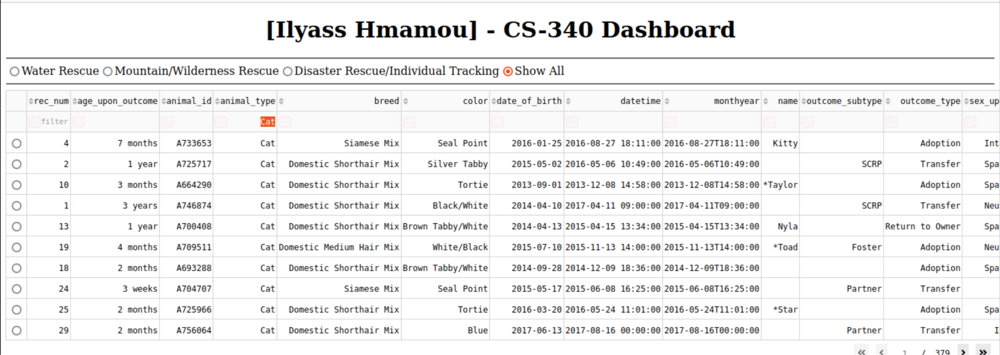 [Ilyass Hmamou] - CS-340 Dashboard
Water Rescue Mountain/Wilderness Rescue Disaster Rescue/Individual Tracking Show All
rec_num age_upon_outcome animal_id animal_type breed color date_of_birth datetime monthyear name outcome_subtype outcome_type sex_up
Aa filter Aa Aa Aa Cat Aa Aa Aa Aa Aa Aa Aa Aa Aa
4 7 months A733653 Cat Siamese Mix Seal Point 2016-01-25 2016-08-27 18:11:00 2016-08-27T18:11:00 Kitty Adoption Int
2 1 year A725717 Cat Domestic Shorthair Mix Silver Tabby 2015-05-02 2016-05-06 10:49:00 2016-05-06T10:49:00 SCRP Transfer Spa
10 3 months A664290 Cat Domestic Shorthair Mix Tortie 2013-09-01 2013-12-08 14:58:00 2013-12-08T14:58:00 *Taylor Adoption Spa
1 3 years A746874 Cat Domestic Shorthair Mix Black/White 2014-04-10 2017-04-11 09:00:00 2017-04-11T09:00:00 SCRP Transfer Neu
13 1 year A700408 Cat Domestic Shorthair Mix Brown Tabby/White 2014-04-13 2015-04-15 13:34:00 2015-04-15T13:34:00 Nyla Return to Owner Spa
19 4 months A709511 Cat Domestic Medium Hair Mix White/Black 2015-07-10 2015-11-13 14:00:00 2015-11-13T14:00:00 *Toad Foster Adoption Neu
18 2 months A693288 Cat Domestic Shorthair Mix Brown Tabby/White 2014-09-28 2014-12-09 18:36:00 2014-12-09T18:36:00 Adoption Spa
24 3 weeks A704707 Cat Siamese Mix Seal Point 2015-05-17 2015-06-08 16:25:00 2015-06-08T16:25:00 Partner Transfer
25 2 months A725966 Cat Domestic Shorthair Mix Tortie 2016-03-20 2016-05-24 11:01:00 2016-05-24T11:01:00 *Star Adoption Spa
29 2 months A756064 Cat Domestic Shorthair Mix Blue 2017-06-13 2017-08-16 00:00:00 2017-08-16T00:00:00 Partner Transfer I
« ‹ 1 / 379 › »